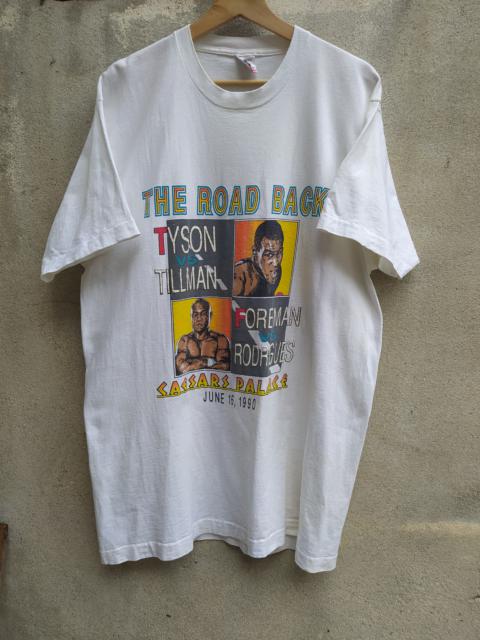 THE ROAD BACK
TYSON
VS
TILLMAN
FOREMAN
VS
RODRIGUES
CAESARS PALACE
JUNE 16, 1990